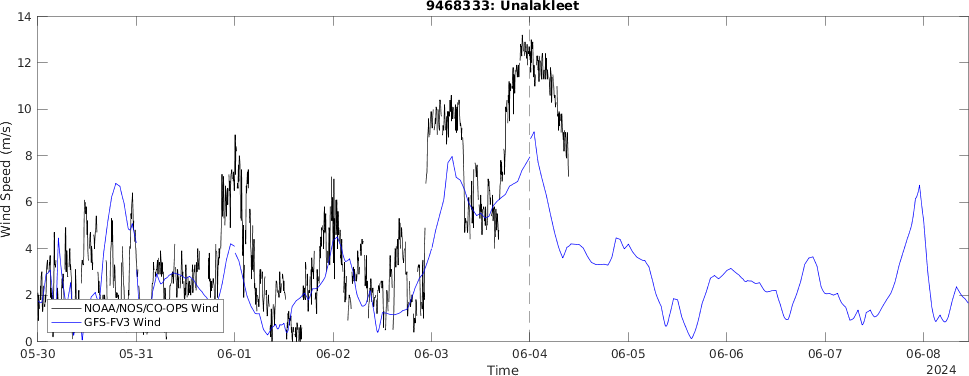 9468333: Unalakleet
14
12
10
8
6
4
2
0
Wind Speed (m/s)
NOAA/NOS/CO-OPS Wind
GFS-FV3 Wind
05-30 05-31 06-01 06-02 06-03 06-04 06-05 06-06 06-07 06-08
Time
2024